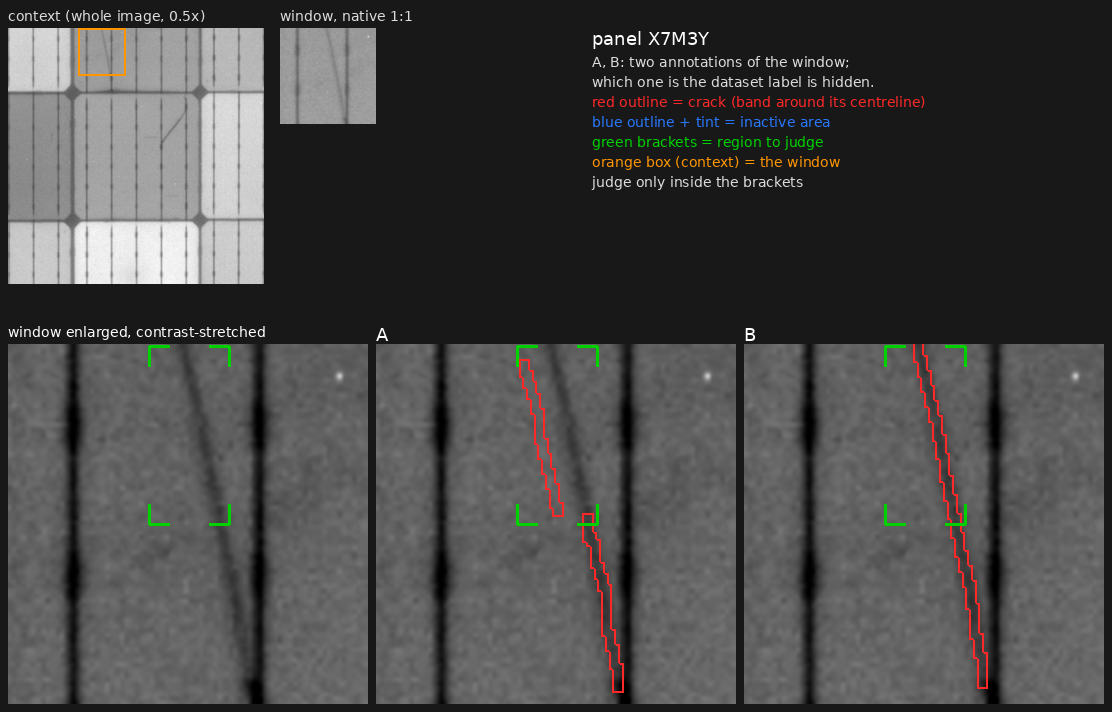 context (whole image, 0.5x)
window, native 1:1
panel X7M3Y
A, B: two annotations of the window;
which one is the dataset label is hidden.
red outline = crack (band around its centreline)
blue outline + tint = inactive area
green brackets = region to judge
orange box (context) = the window
judge only inside the brackets
window enlarged, contrast-stretched
A
B